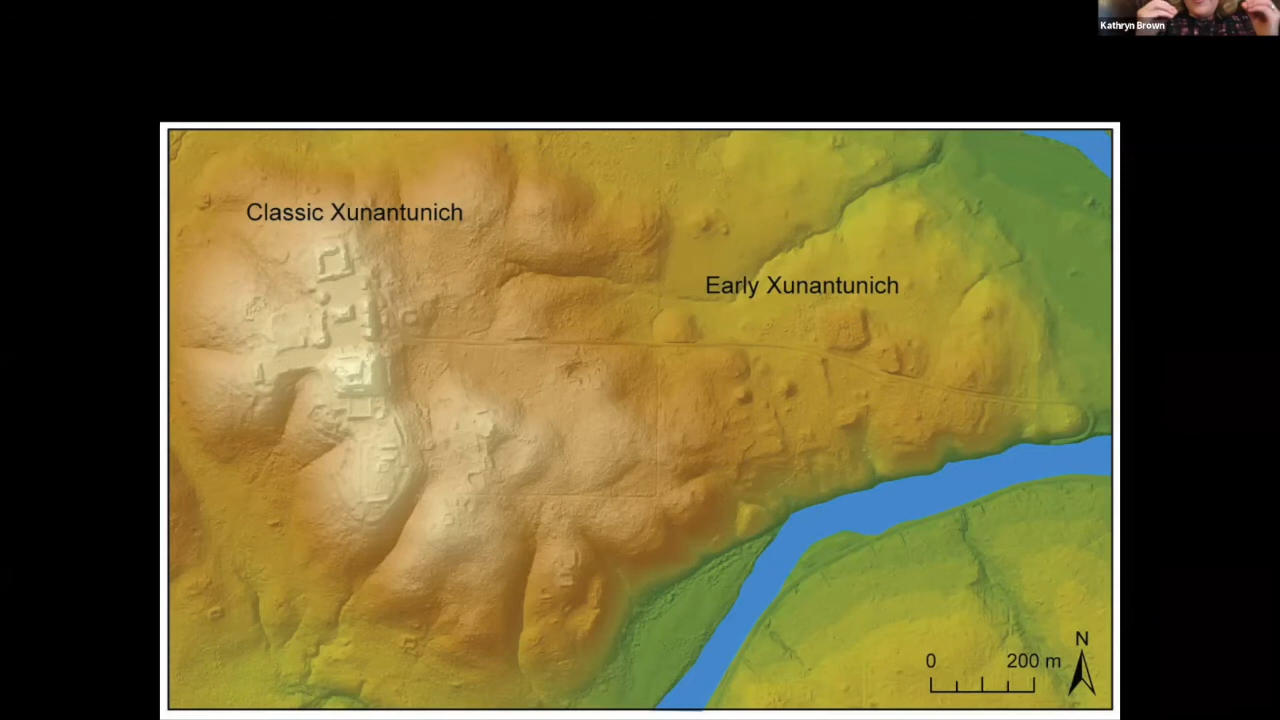 Kathryn Brown
Classic Xunantunich
Early Xunantunich
N
0 200 m